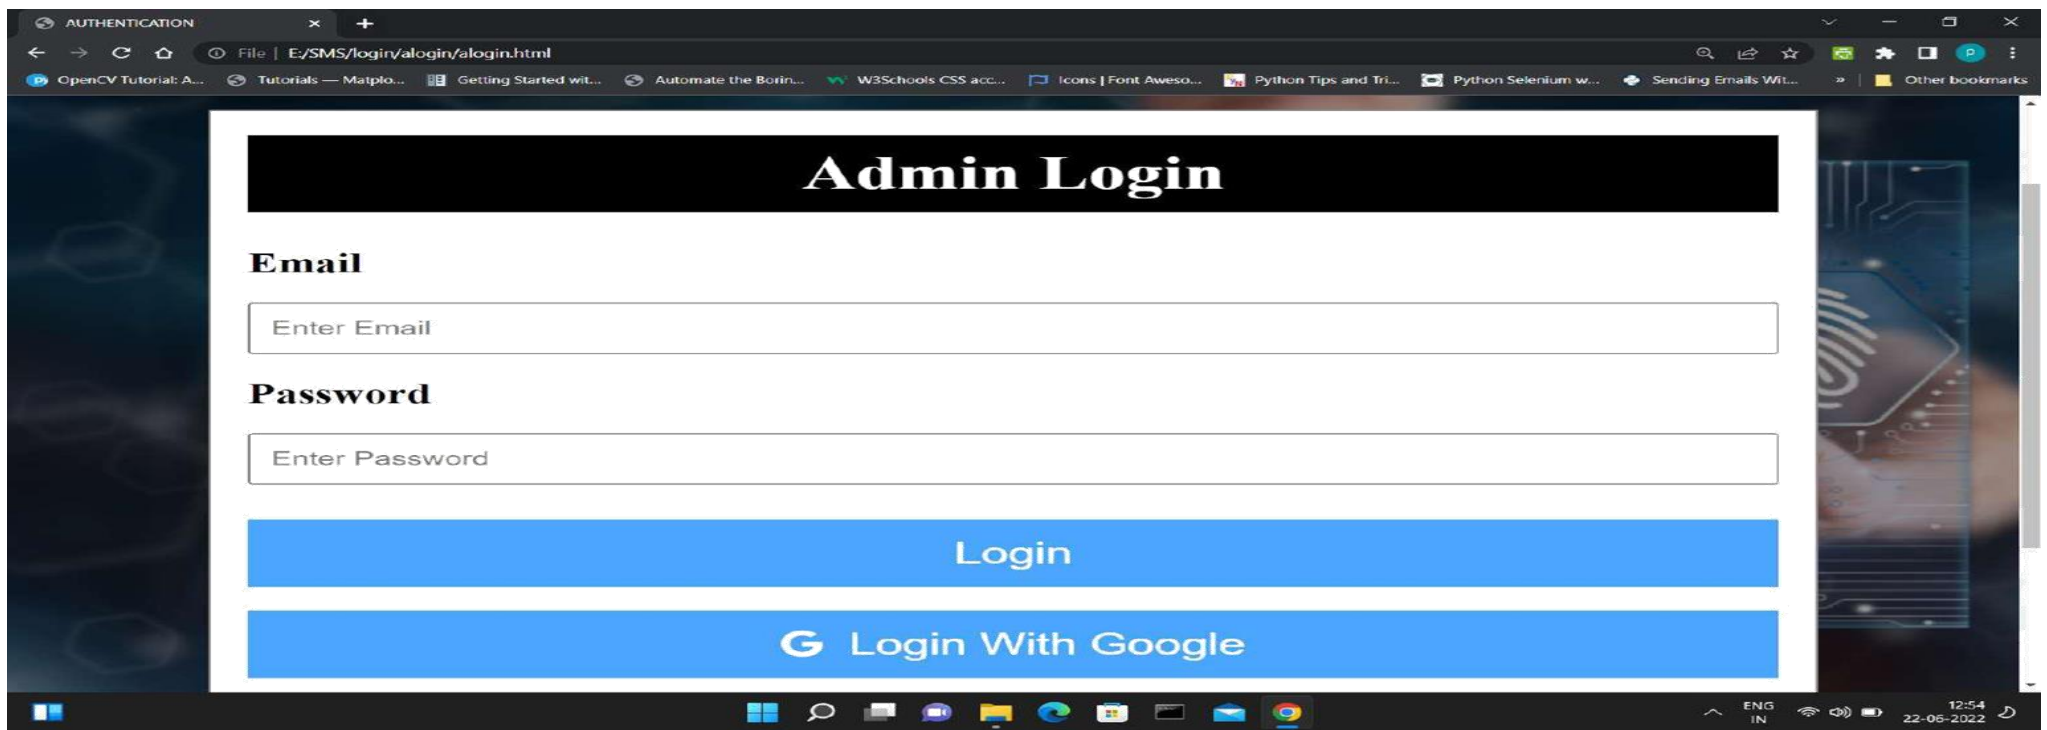 AUTHENTICATION
File | E:/SMS/login/alogin/alogin.html
OpenCV Tutorial: A... Tutorials — Matplo... Getting Started wit... Automate the Borin... W3Schools CSS acc... Icons | Font Aweso... Python Tips and Tri... Python Selenium w... Sending Emails Wit... » Other bookmarks
Admin Login
Email
Enter Email
Password
Enter Password
Login
G Login With Google
ENG 12:54
IN 22-06-2022